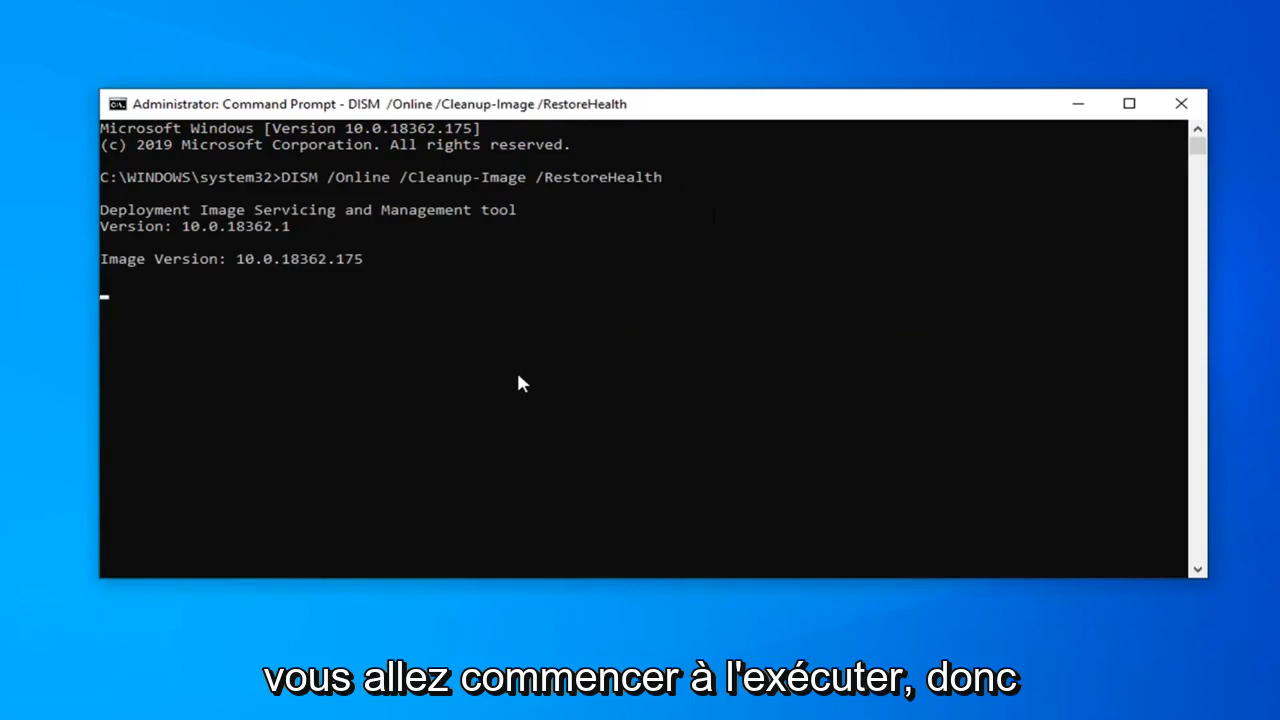 Administrator: Command Prompt - DISM  /Online /Cleanup-Image /RestoreHealth
Microsoft Windows [Version 10.0.18362.175]
(c) 2019 Microsoft Corporation. All rights reserved.
C:\WINDOWS\system32>DISM /Online /Cleanup-Image /RestoreHealth
Deployment Image Servicing and Management tool
Version: 10.0.18362.1
Image Version: 10.0.18362.175
vous allez commencer à l'exécuter, donc